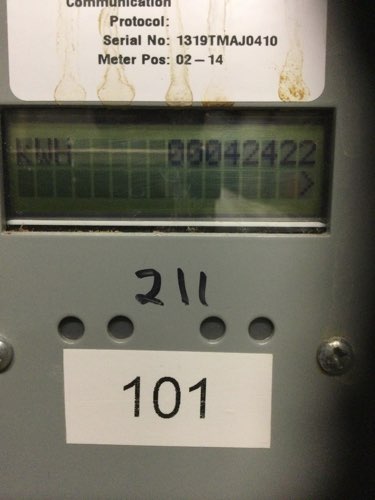 Communication
Protocol:
Serial No: 1319TMAJ0410
Meter Pos: 02 – 14
KWH 00042422
>
211
101